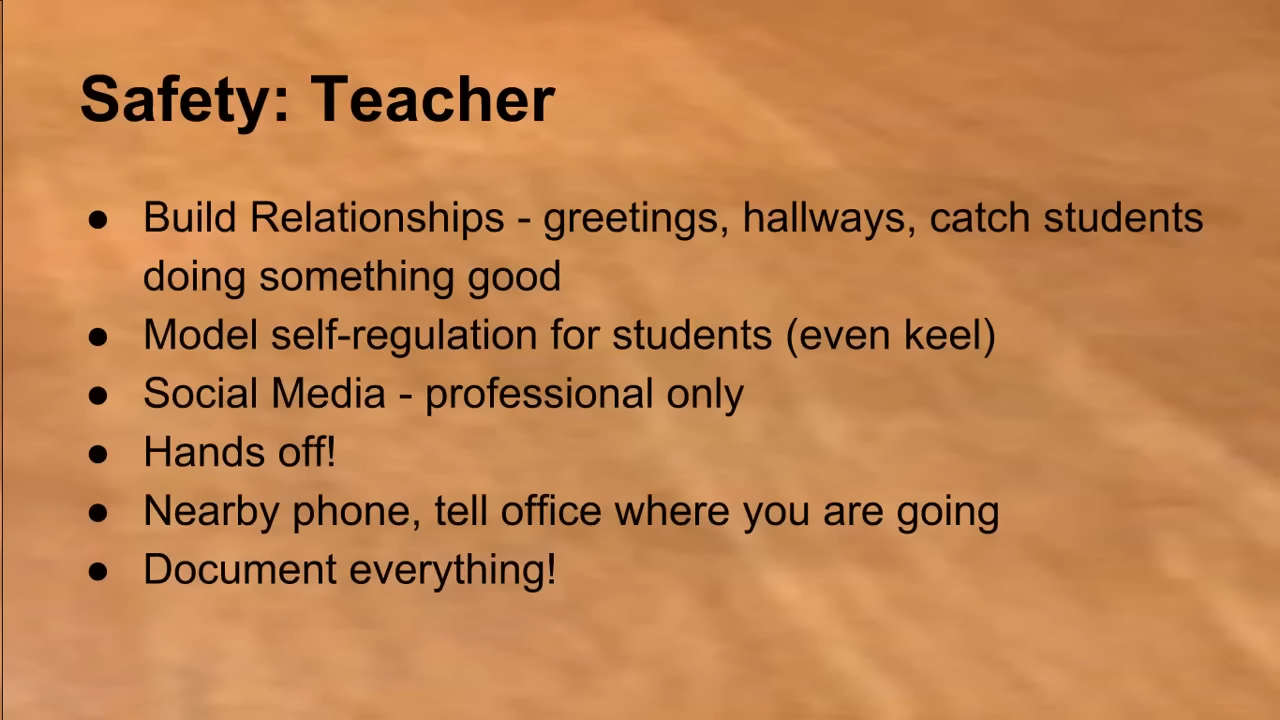 Safety: Teacher
● Build Relationships - greetings, hallways, catch students
doing something good
● Model self-regulation for students (even keel)
● Social Media - professional only
● Hands off!
● Nearby phone, tell office where you are going
● Document everything!